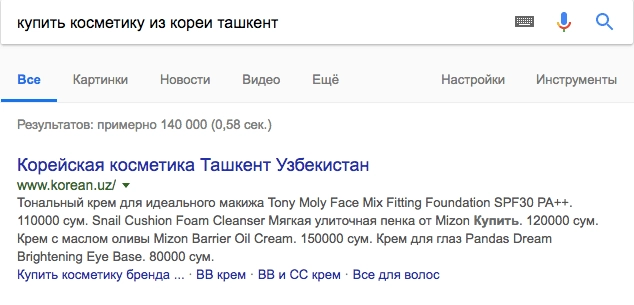 купить косметику из кореи ташкент
Все Картинки Новости Видео Ещё Настройки Инструменты
Результатов: примерно 140 000 (0,58 сек.)
Корейская косметика Ташкент Узбекистан
www.korean.uz/
Тональный крем для идеального макижа Tony Moly Face Mix Fitting Foundation SPF30 PA++.
110000 сум. Snail Cushion Foam Cleanser Мягкая улиточная пенка от Mizon Купить. 120000 сум.
Крем с маслом оливы Mizon Barrier Oil Cream. 150000 сум. Крем для глаз Pandas Dream
Brightening Eye Base. 80000 сум.
Купить косметику бренда ... · BB крем · BB и CC крем · Все для волос